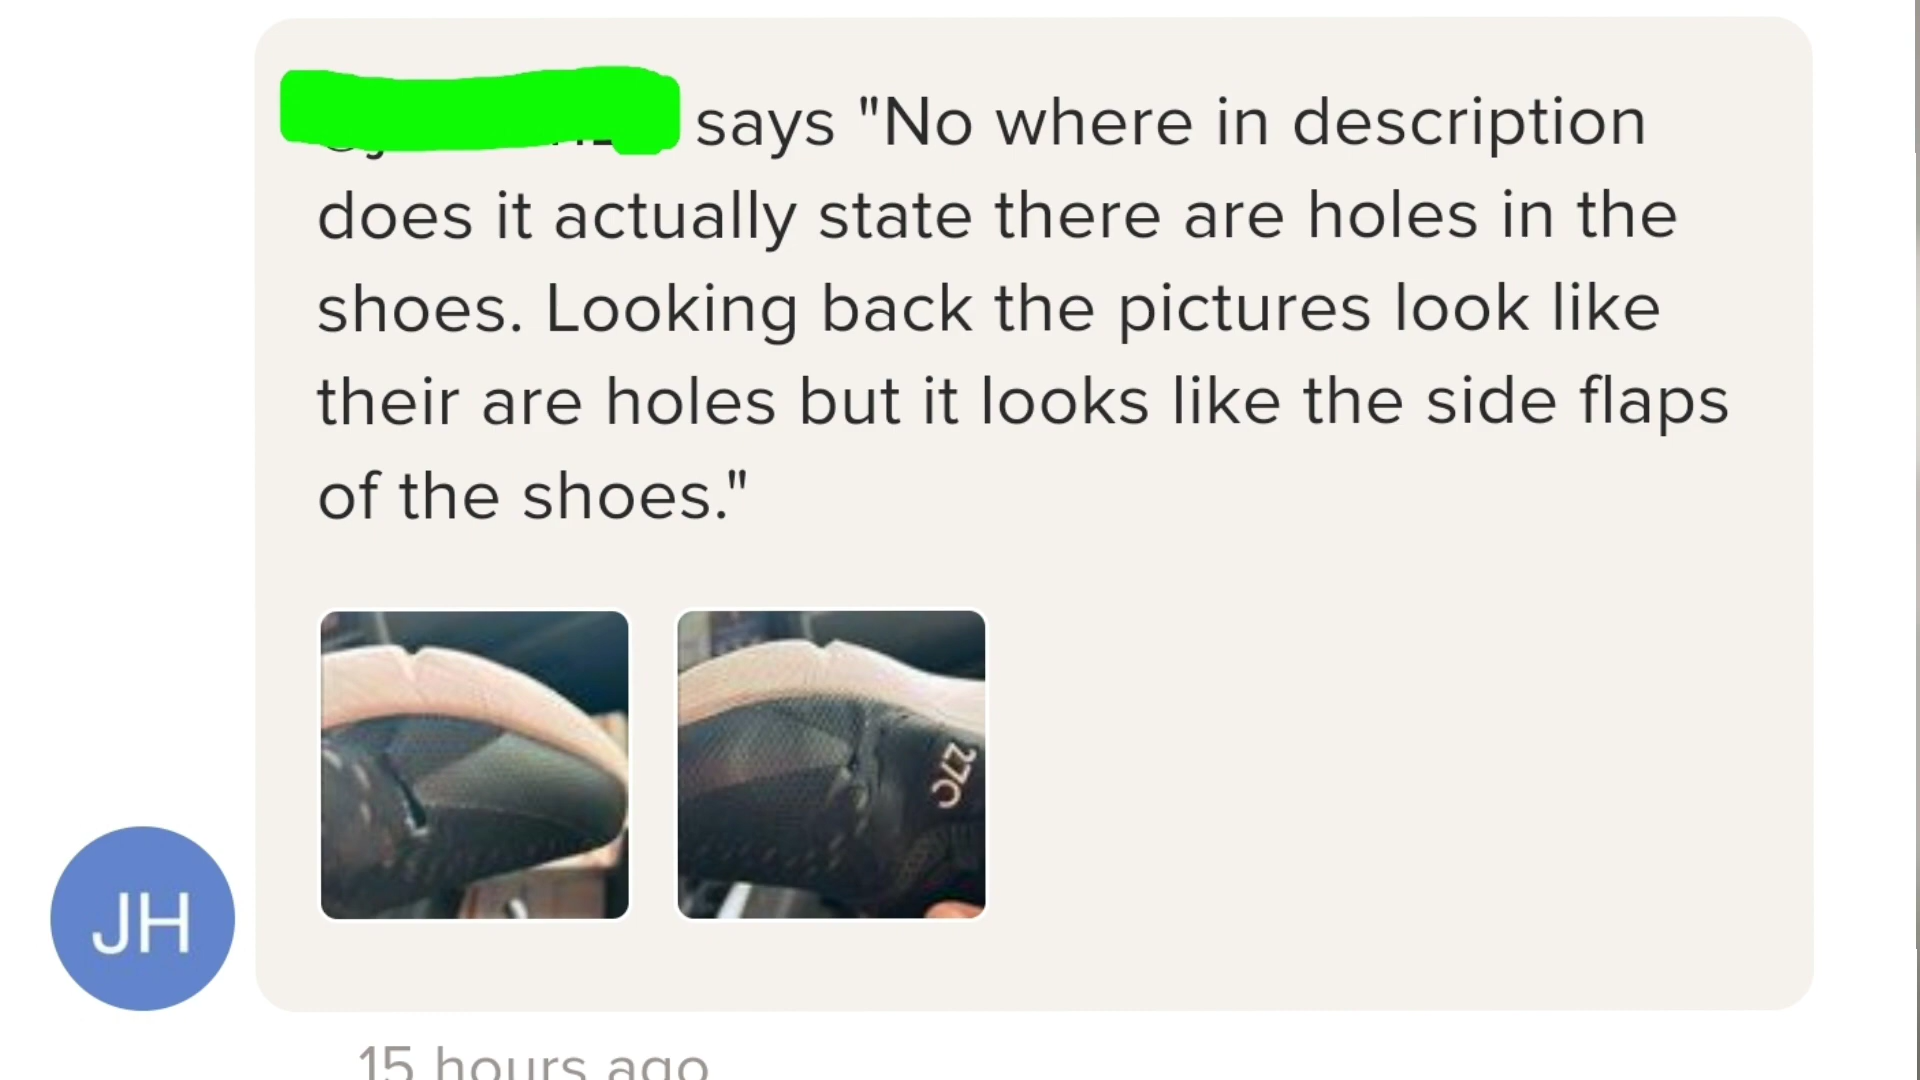 says "No where in description
does it actually state there are holes in the
shoes. Looking back the pictures look like
their are holes but it looks like the side flaps
of the shoes."
27C
JH
15 hours ago